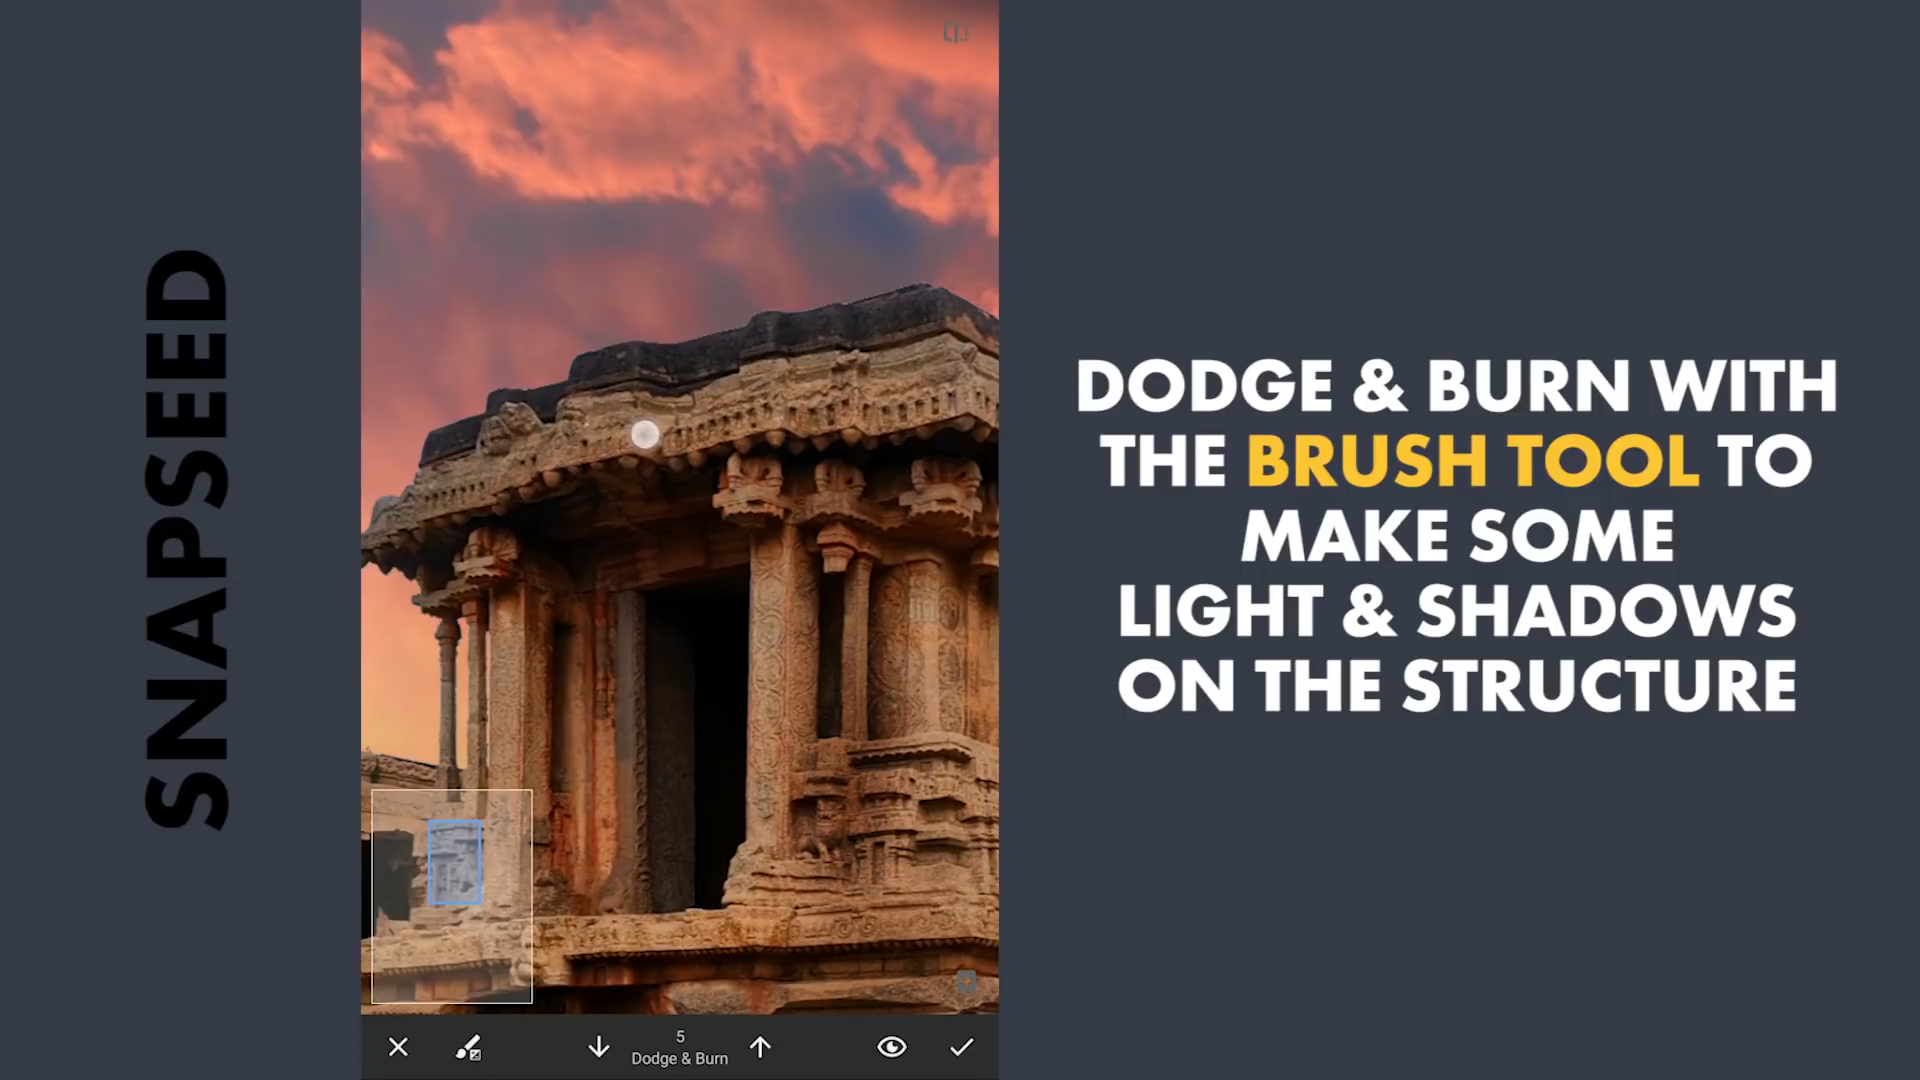 SNAPSEED
DODGE & BURN WITH
THE BRUSH TOOL TO
MAKE SOME
LIGHT & SHADOWS
ON THE STRUCTURE
5
Dodge & Burn